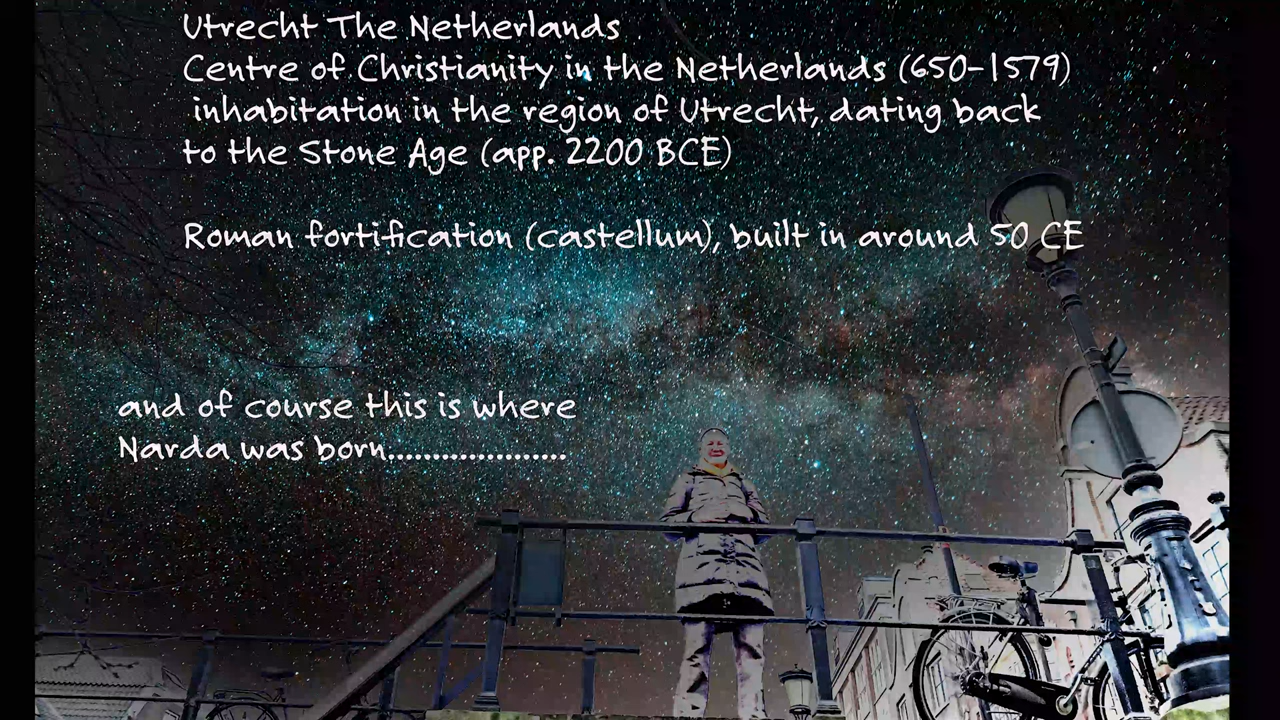 Utrecht The Netherlands
Centre of Christianity in the Netherlands (650-1579)
inhabitation in the region of Utrecht, dating back
to the Stone Age (app. 2200 BCE)
Roman fortification (castellum), built in around 50 CE
and of course this is where
Narda was born....................